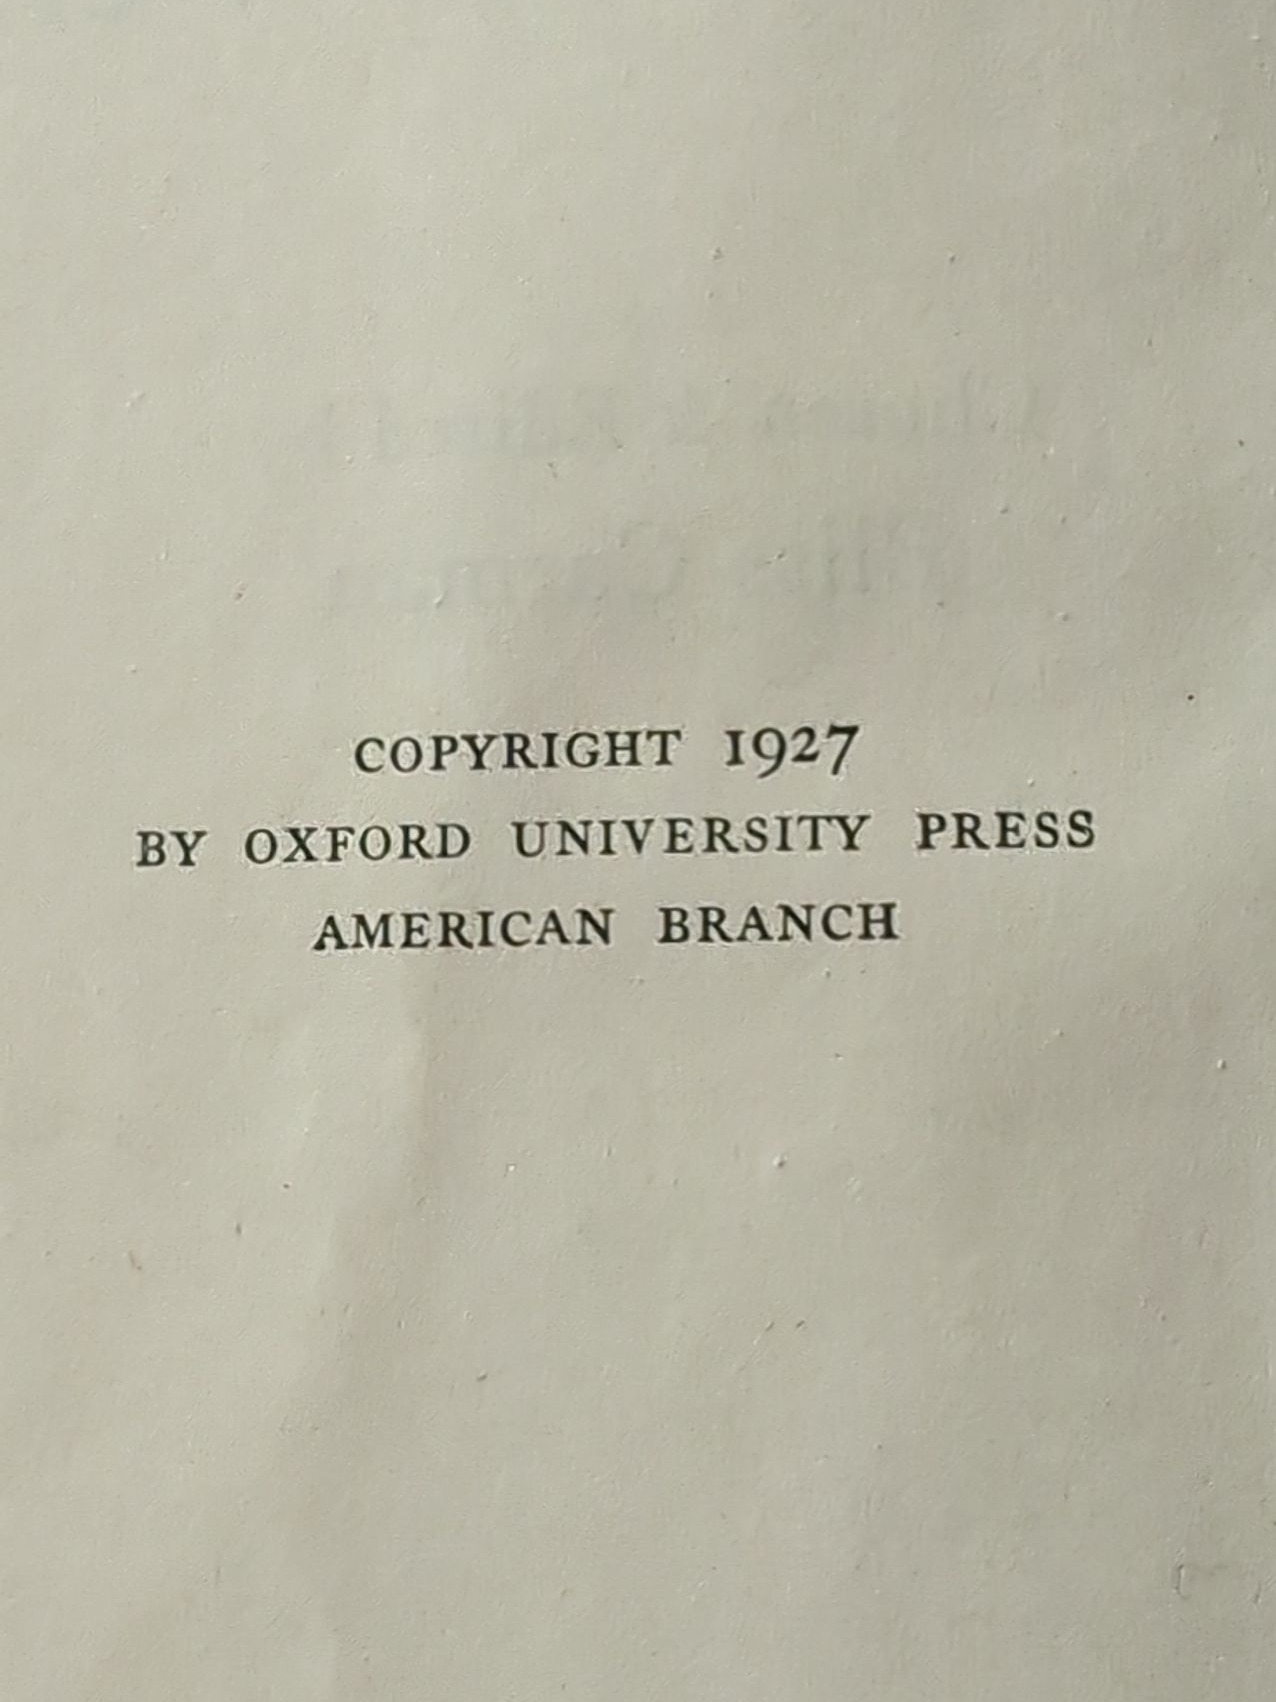 COPYRIGHT 1927
BY OXFORD UNIVERSITY PRESS
AMERICAN BRANCH